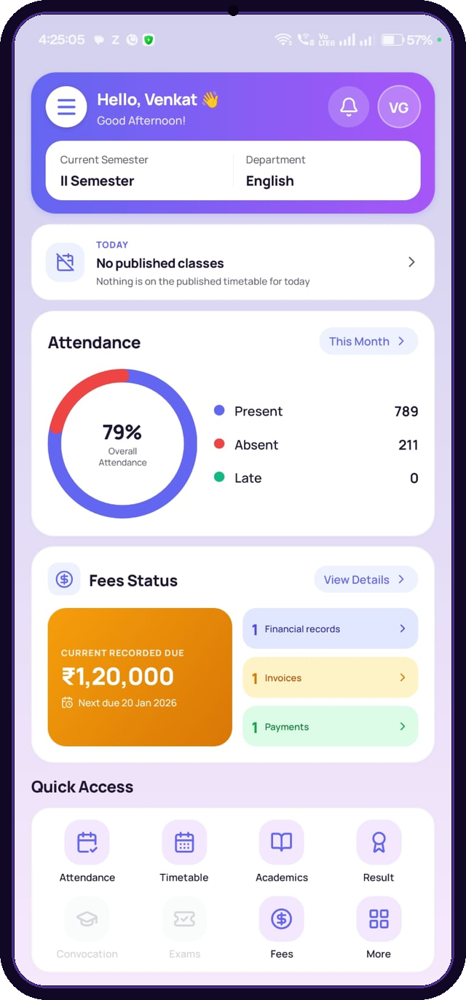 4:25:05 Z Vo LTE 57%
Hello, Venkat 👋
Good Afternoon!
VG
Current Semester
II Semester
Department
English
TODAY
No published classes
Nothing is on the published timetable for today
Attendance
This Month
79%
Overall
Attendance
Present 789
Absent 211
Late 0
Fees Status
View Details
CURRENT RECORDED DUE
₹1,20,000
Next due 20 Jan 2026
1 Financial records
1 Invoices
1 Payments
Quick Access
Attendance
Timetable
Academics
Result
Convocation
Exams
Fees
More